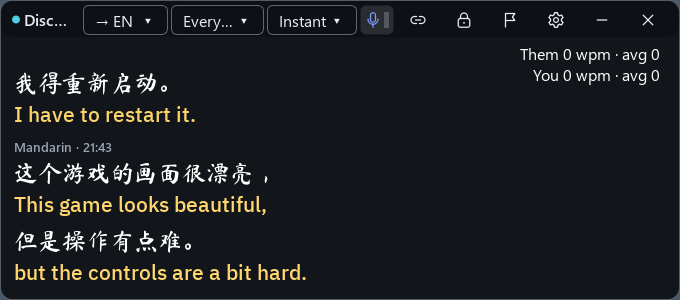 Disc...
→ EN
Every...
Instant
Them 0 wpm · avg 0
You 0 wpm · avg 0
我得重新启动。
I have to restart it.
Mandarin · 21:43
这个游戏的画面很漂亮，
This game looks beautiful,
但是操作有点难。
but the controls are a bit hard.